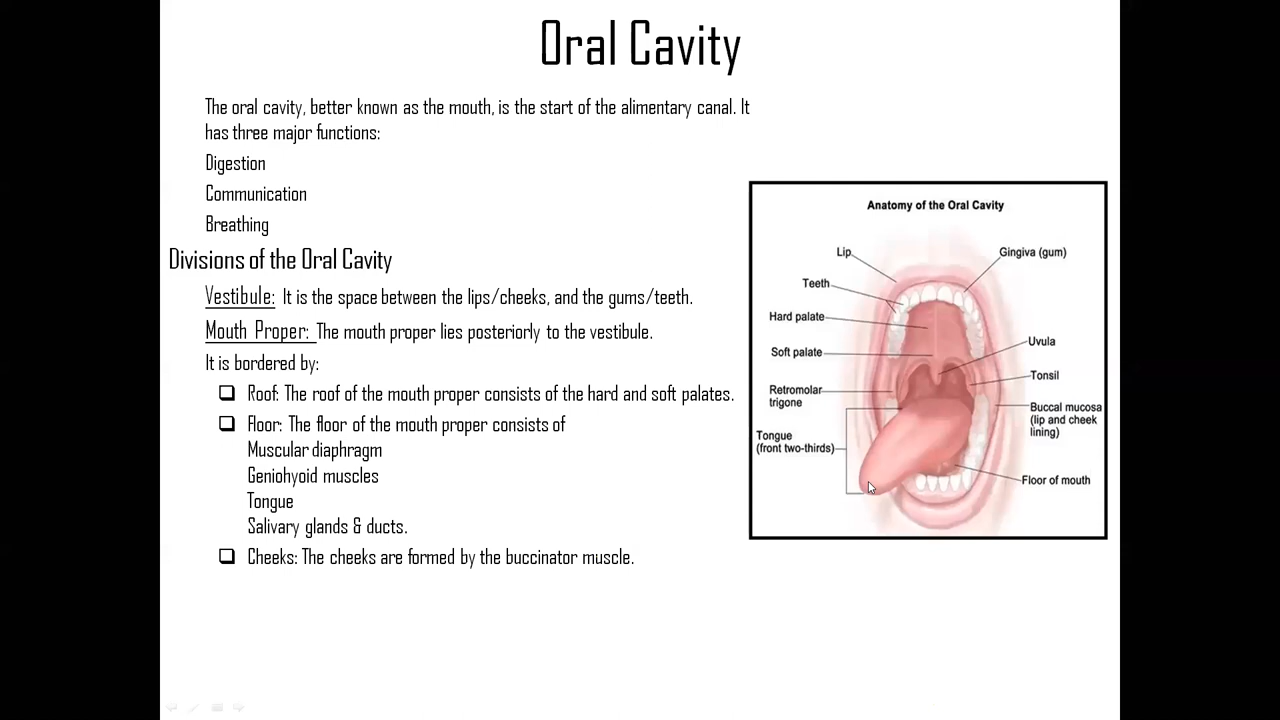 Oral Cavity
The oral cavity, better known as the mouth, is the start of the alimentary canal. It
has three major functions:
Digestion
Communication
Breathing
Divisions of the Oral Cavity
Vestibule: It is the space between the lips/cheeks, and the gums/teeth.
Mouth Proper: The mouth proper lies posteriorly to the vestibule.
It is bordered by:
Roof: The roof of the mouth proper consists of the hard and soft palates.
Floor: The floor of the mouth proper consists of
Muscular diaphragm
Geniohyoid muscles
Tongue
Salivary glands & ducts.
Cheeks: The cheeks are formed by the buccinator muscle.
Anatomy of the Oral Cavity
Lip
Teeth
Hard palate
Soft palate
Retromolar
trigone
Tongue
(front two-thirds)
Gingiva (gum)
Uvula
Tonsil
Buccal mucosa
(lip and cheek
lining)
Floor of mouth